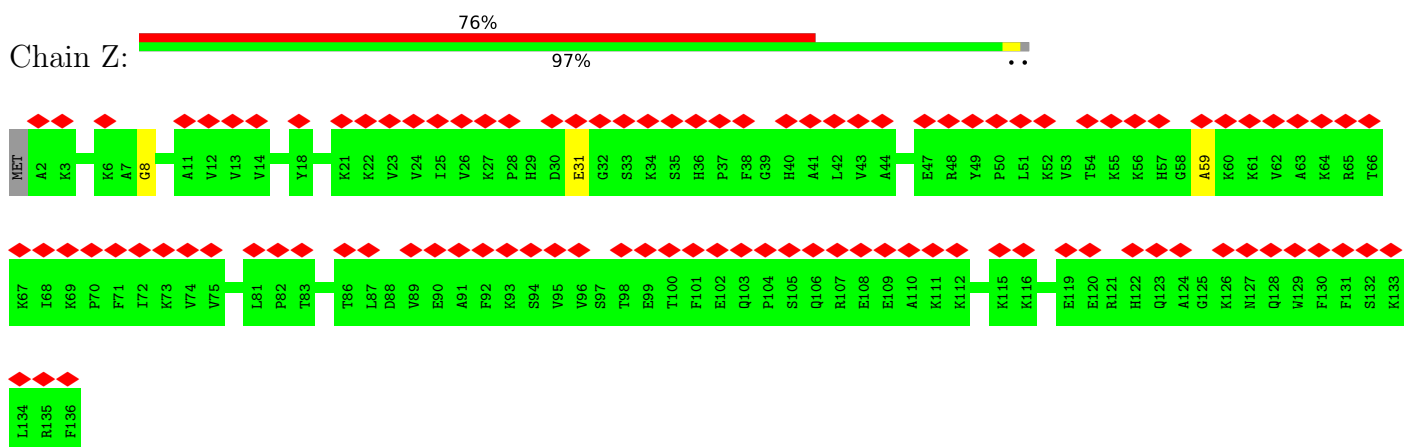 76%
Chain Z:
97%
• •
MET A2 K3 K6 A7 G8 A11 V12 V13 V14 Y18 K21 K22 V23 V24 I25 V26 K27 P28 H29 D30 E31 G32 S33 K34 S35 H36 P37 F38 G39 H40 A41 L42 V43 A44 E47 R48 Y49 P50 L51 K52 V53 T54 K55 K56 H57 G58 A59 K60 K61 V62 A63 K64 R65 T66
K67 I68 K69 P70 F71 I72 K73 V74 V75 L81 P82 T83 T86 L87 D88 V89 E90 A91 F92 K93 S94 V95 V96 S97 T98 E99 T100 F101 E102 Q103 P104 S105 Q106 R107 E108 E109 A110 K111 K112 K115 K116 E119 E120 R121 H122 Q123 A124 G125 K126 N127 Q128 W129 F130 F131 S132 K133
L134 R135 F136